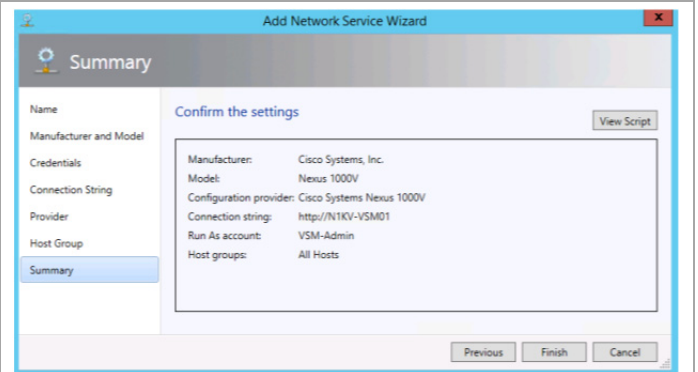 Add Network Service Wizard
x
Summary
Name
Manufacturer and Model
Credentials
Connection String
Provider
Host Group
Summary
Confirm the settings
View Script
Manufacturer: Cisco Systems, Inc.
Model: Nexus 1000V
Configuration provider: Cisco Systems Nexus 1000V
Connection string: http://N1KV-VSM01
Run As account: VSM-Admin
Host groups: All Hosts
Previous Finish Cancel